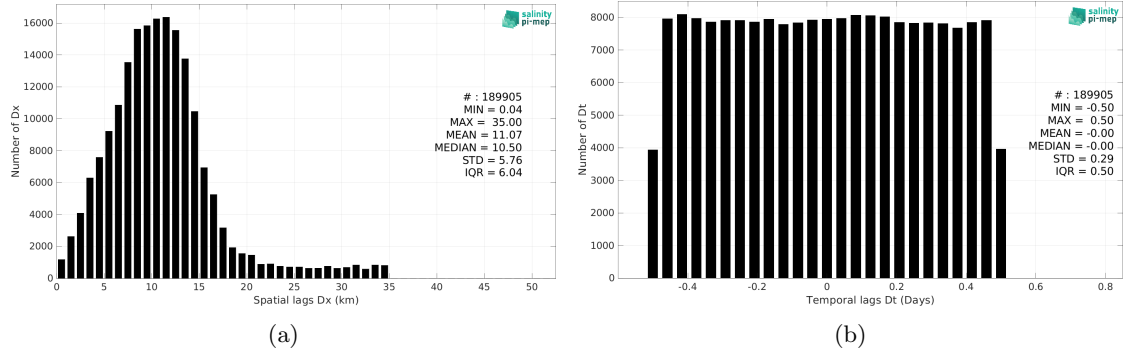 16000
14000
12000
10000
8000
6000
4000
2000
0
Number of Dx
salinity
pi-mep
# : 189905
MIN = 0.04
MAX = 35.00
MEAN = 11.07
MEDIAN = 10.50
STD = 5.76
IQR = 6.04
0 5 10 15 20 25 30 35 40 45 50
Spatial lags Dx (km)
(a)
8000
7000
6000
5000
4000
3000
2000
1000
0
Number of Dt
salinity
pi-mep
# : 189905
MIN = -0.50
MAX = 0.50
MEAN = -0.00
MEDIAN = -0.00
STD = 0.29
IQR = 0.50
-0.4 -0.2 0 0.2 0.4 0.6 0.8
Temporal lags Dt (Days)
(b)